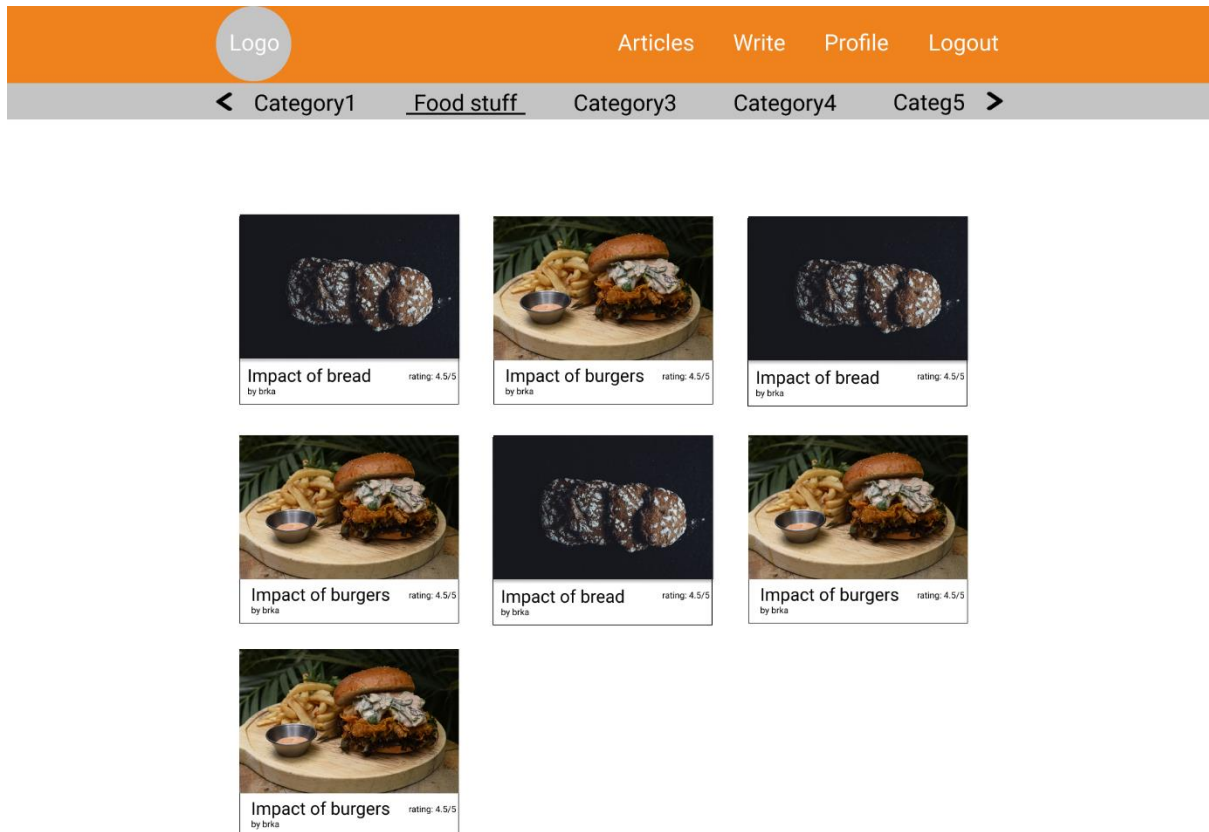 Logo Articles Write Profile Logout
< Category1 Food stuff Category3 Category4 Categ5 >
Impact of bread rating: 4.5/5
by brka
Impact of burgers rating: 4.5/5
by brka
Impact of bread rating: 4.5/5
by brka
Impact of burgers rating: 4.5/5
by brka
Impact of bread rating: 4.5/5
by brka
Impact of burgers rating: 4.5/5
by brka
Impact of burgers rating: 4.5/5
by brka